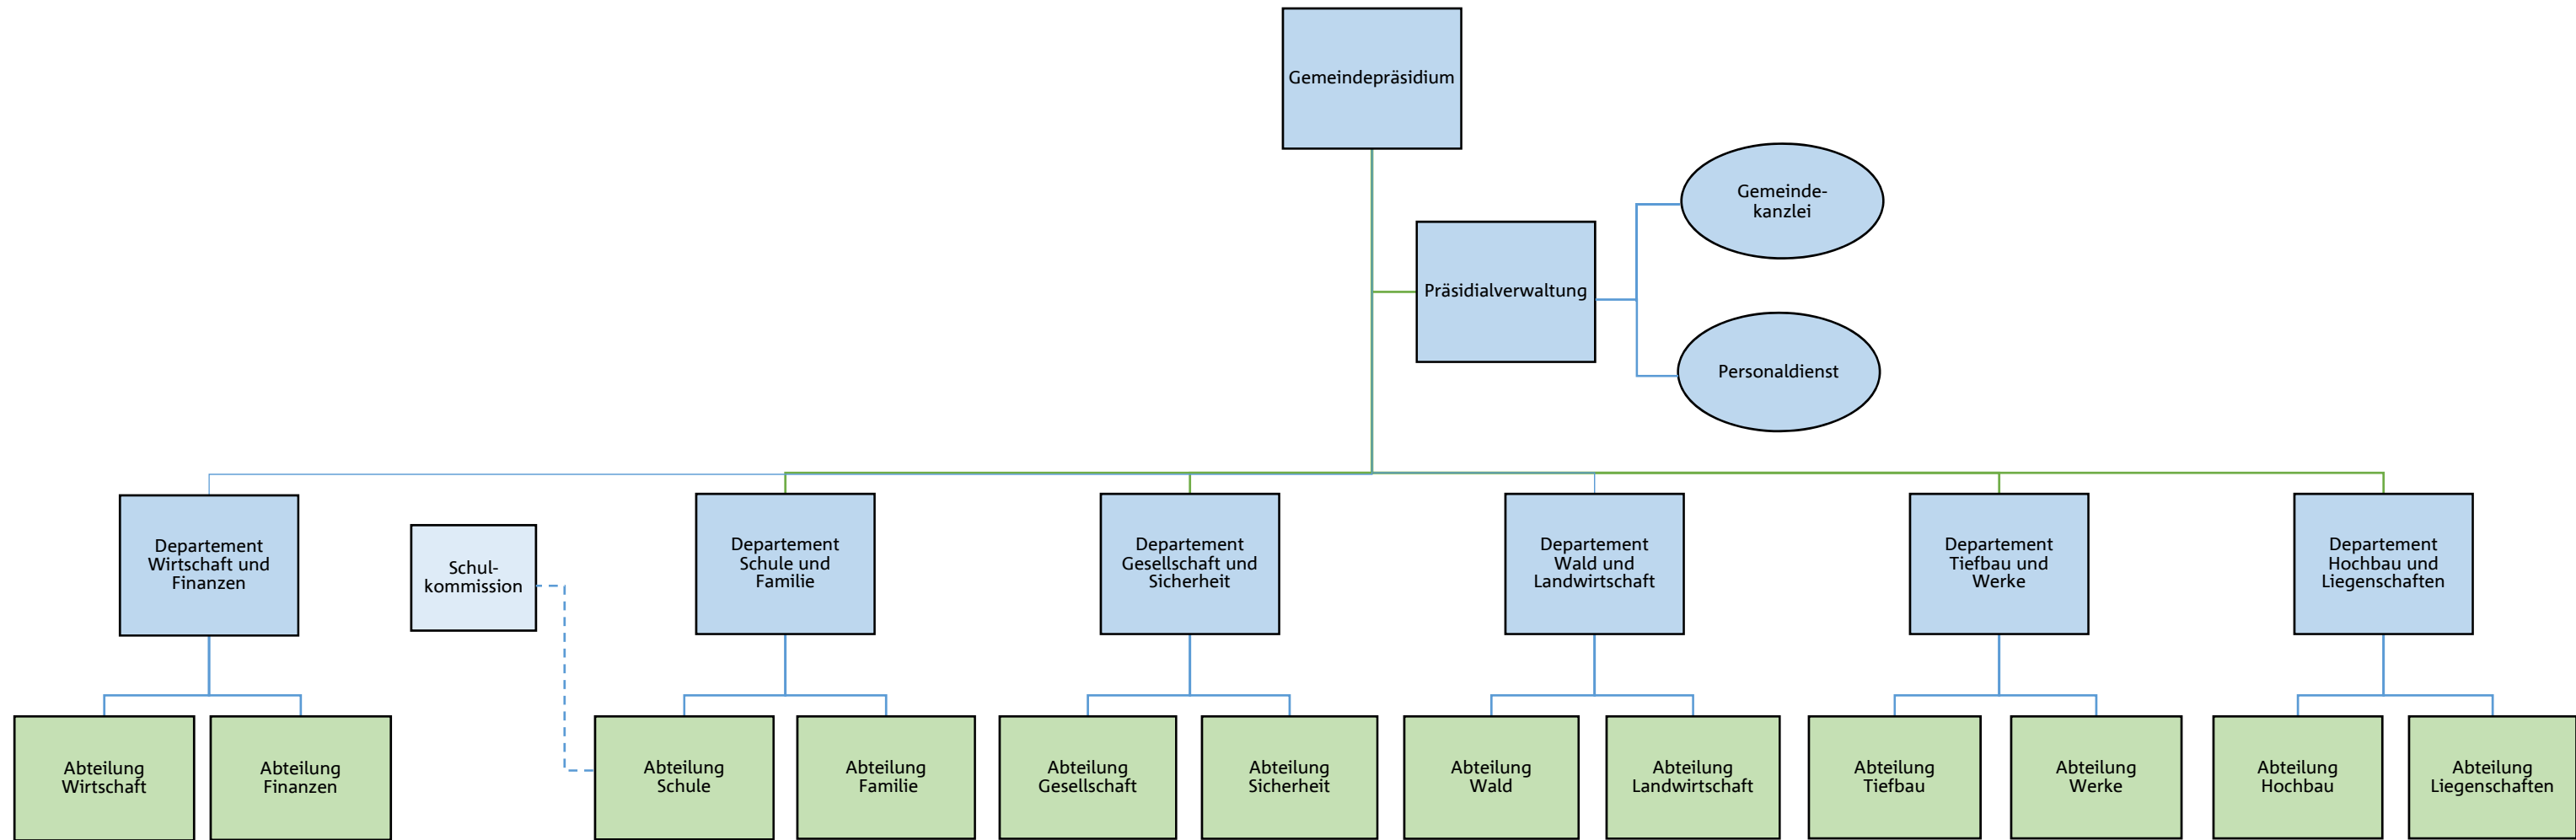 Gemeindepräsidium
Gemeinde-
kanzlei
Präsidialverwaltung
Personaldienst
Departement
Wirtschaft und
Finanzen
Schul-
kommission
Departement
Schule und
Familie
Departement
Gesellschaft und
Sicherheit
Departement
Wald und
Landwirtschaft
Departement
Tiefbau und
Werke
Departement
Hochbau und
Liegenschaften
Abteilung
Wirtschaft
Abteilung
Finanzen
Abteilung
Schule
Abteilung
Familie
Abteilung
Gesellschaft
Abteilung
Sicherheit
Abteilung
Wald
Abteilung
Landwirtschaft
Abteilung
Tiefbau
Abteilung
Werke
Abteilung
Hochbau
Abteilung
Liegenschaften